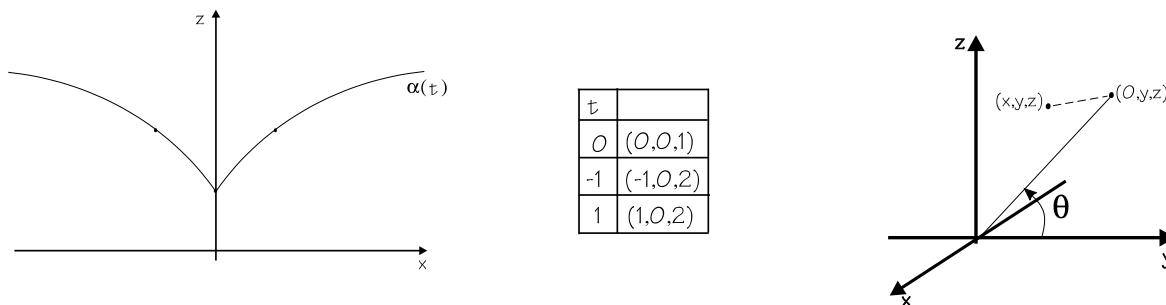 z
α(t)
x
t
0 (0,0,1)
-1 (-1,0,2)
1 (1,0,2)
z
(x,y,z)
(0,y,z)
θ
y
x